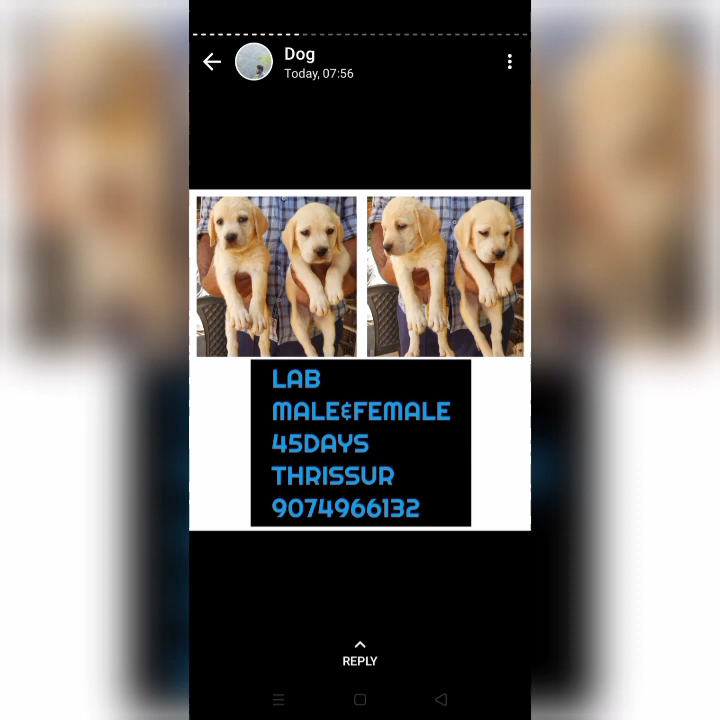 Dog
Today, 07:56
LAB
MALE&FEMALE
45DAYS
THRISSUR
9074966132
REPLY